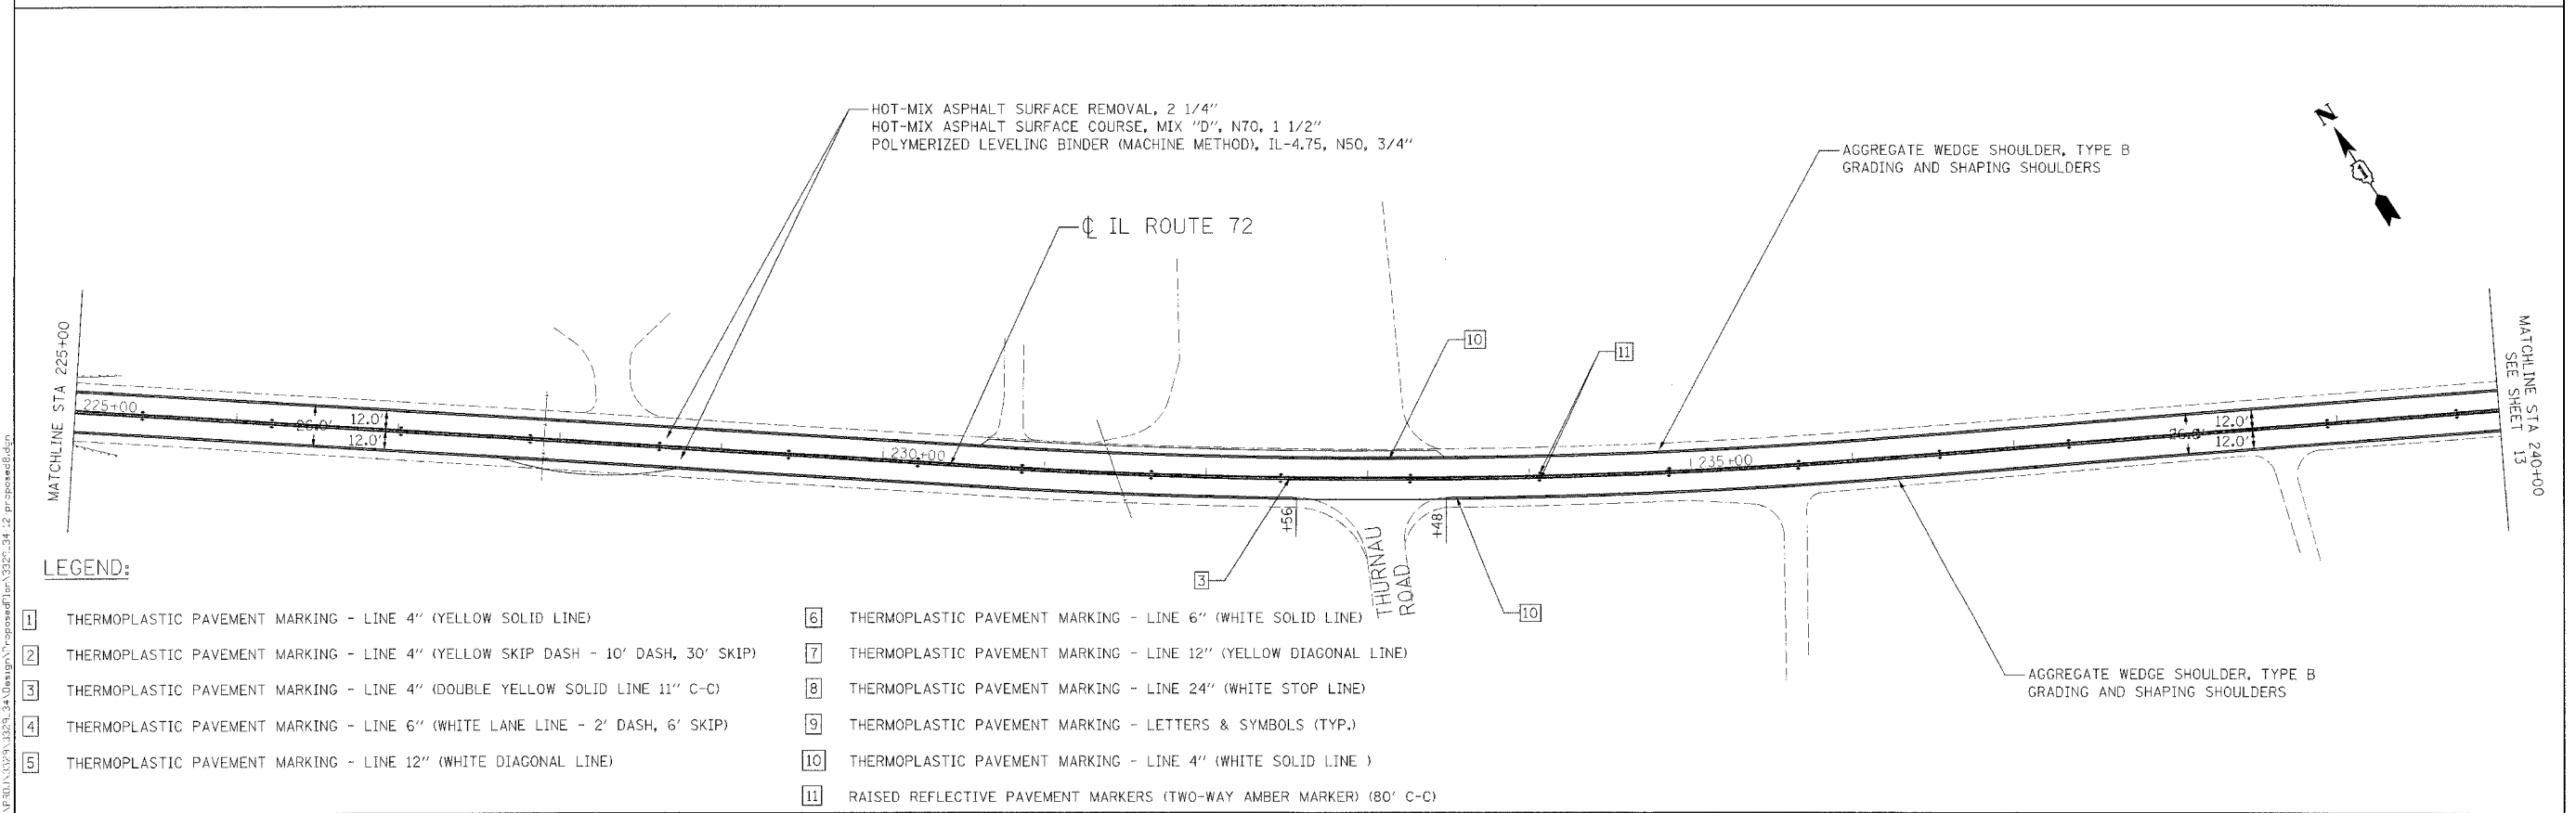 HOT-MIX ASPHALT SURFACE REMOVAL, 2 1/4"
HOT-MIX ASPHALT SURFACE COURSE, MIX "D", N70, 1 1/2"
POLYMERIZED LEVELING BINDER (MACHINE METHOD), IL-4.75, N50, 3/4"
AGGREGATE WEDGE SHOULDER, TYPE B
GRADING AND SHAPING SHOULDERS
N
1
℄ IL ROUTE 72
10
11
MATCHLINE STA 225+00
225+00
26.0'
12.0'
12.0'
230+00
235+00
26.0'
12.0'
12.0'
MATCHLINE STA 240+00
SEE SHEET 13
+56
+48
THURNAU
ROAD
3
10
AGGREGATE WEDGE SHOULDER, TYPE B
GRADING AND SHAPING SHOULDERS
LEGEND:
1 THERMOPLASTIC PAVEMENT MARKING - LINE 4" (YELLOW SOLID LINE)
2 THERMOPLASTIC PAVEMENT MARKING - LINE 4" (YELLOW SKIP DASH - 10' DASH, 30' SKIP)
3 THERMOPLASTIC PAVEMENT MARKING - LINE 4" (DOUBLE YELLOW SOLID LINE 11" C-C)
4 THERMOPLASTIC PAVEMENT MARKING - LINE 6" (WHITE LANE LINE - 2' DASH, 6' SKIP)
5 THERMOPLASTIC PAVEMENT MARKING - LINE 12" (WHITE DIAGONAL LINE)
6 THERMOPLASTIC PAVEMENT MARKING - LINE 6" (WHITE SOLID LINE)
7 THERMOPLASTIC PAVEMENT MARKING - LINE 12" (YELLOW DIAGONAL LINE)
8 THERMOPLASTIC PAVEMENT MARKING - LINE 24" (WHITE STOP LINE)
9 THERMOPLASTIC PAVEMENT MARKING - LETTERS & SYMBOLS (TYP.)
10 THERMOPLASTIC PAVEMENT MARKING - LINE 4" (WHITE SOLID LINE )
11 RAISED REFLECTIVE PAVEMENT MARKERS (TWO-WAY AMBER MARKER) (80' C-C)